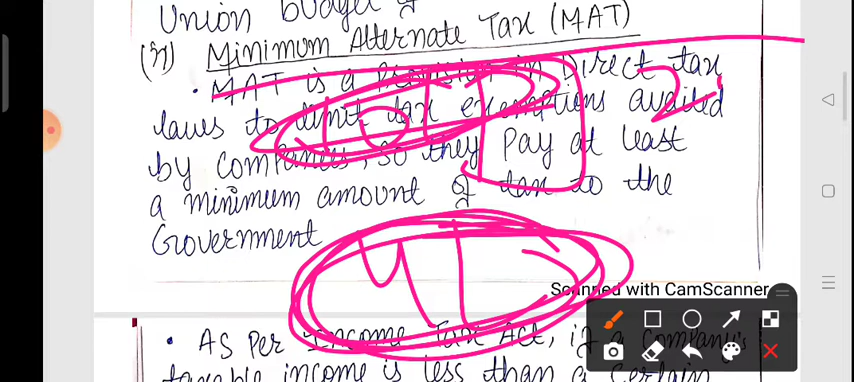 Union budget of
Minimum Alternate Tax (MAT)
• MAT is a Provision in Direct tax
laws to limit tax exemptions availed
by companies, so they Pay at least
a minimum amount of tax to the
Government
Scanned with CamScanner
• As Per Income Tax Act, if a Company's
taxable income is less than a certain